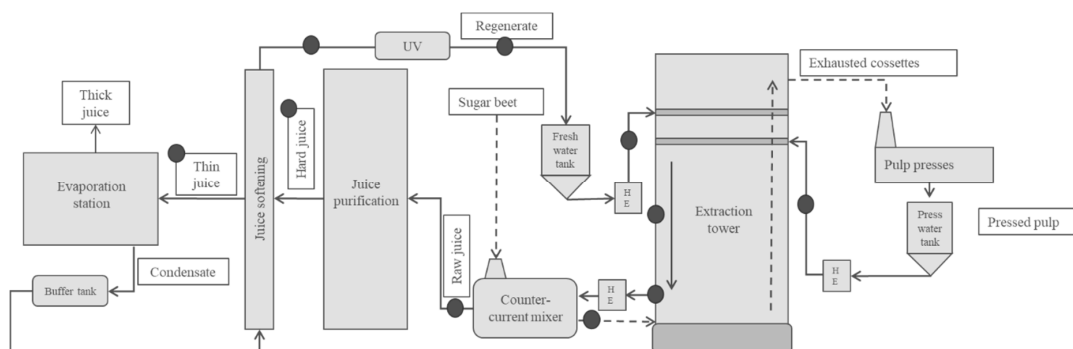 Regenerate
UV
Exhausted cossettes
Thick
juice
Sugar beet
Fresh
water
tank
Hard juice
Thin
juice
Evaporation
station
Juice softening
Juice
purification
H
E
Extraction
tower
Pulp presses
Press
water
tank
Pressed pulp
Raw juice
Condensate
Buffer tank
Counter-
current mixer
H
E
H
E